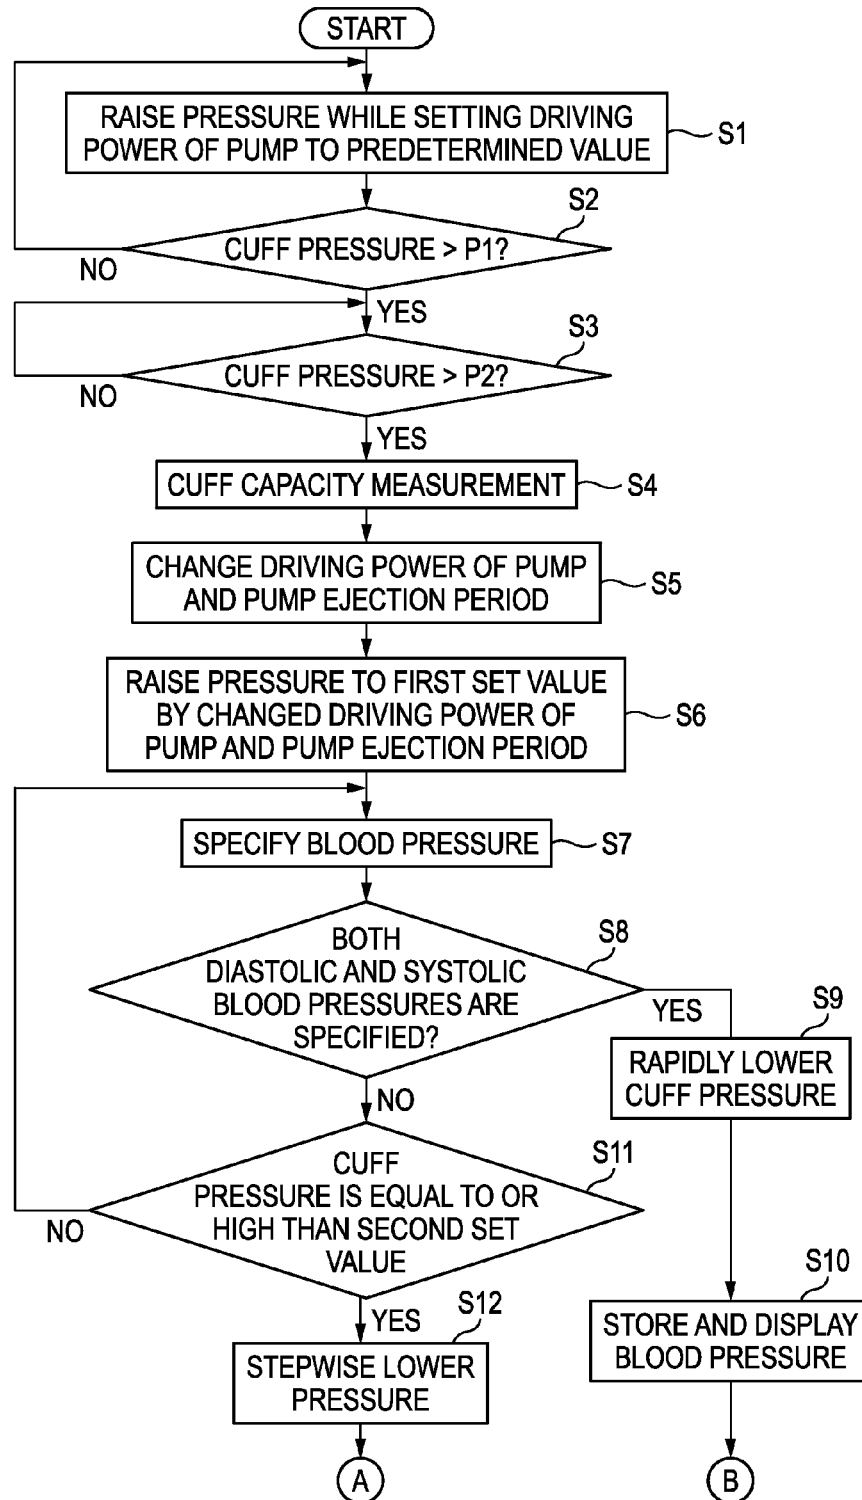 START
RAISE PRESSURE WHILE SETTING DRIVING
POWER OF PUMP TO PREDETERMINED VALUE
S1
S2
CUFF PRESSURE > P1?
NO
YES
S3
CUFF PRESSURE > P2?
NO
YES
CUFF CAPACITY MEASUREMENT
S4
CHANGE DRIVING POWER OF PUMP
AND PUMP EJECTION PERIOD
S5
RAISE PRESSURE TO FIRST SET VALUE
BY CHANGED DRIVING POWER OF
PUMP AND PUMP EJECTION PERIOD
S6
SPECIFY BLOOD PRESSURE
S7
S8
BOTH
DIASTOLIC AND SYSTOLIC
BLOOD PRESSURES ARE
SPECIFIED?
YES
NO
S9
RAPIDLY LOWER
CUFF PRESSURE
S11
CUFF
PRESSURE IS EQUAL TO OR
HIGH THAN SECOND SET
VALUE
NO
YES
S10
STORE AND DISPLAY
BLOOD PRESSURE
S12
STEPWISE LOWER
PRESSURE
A
B